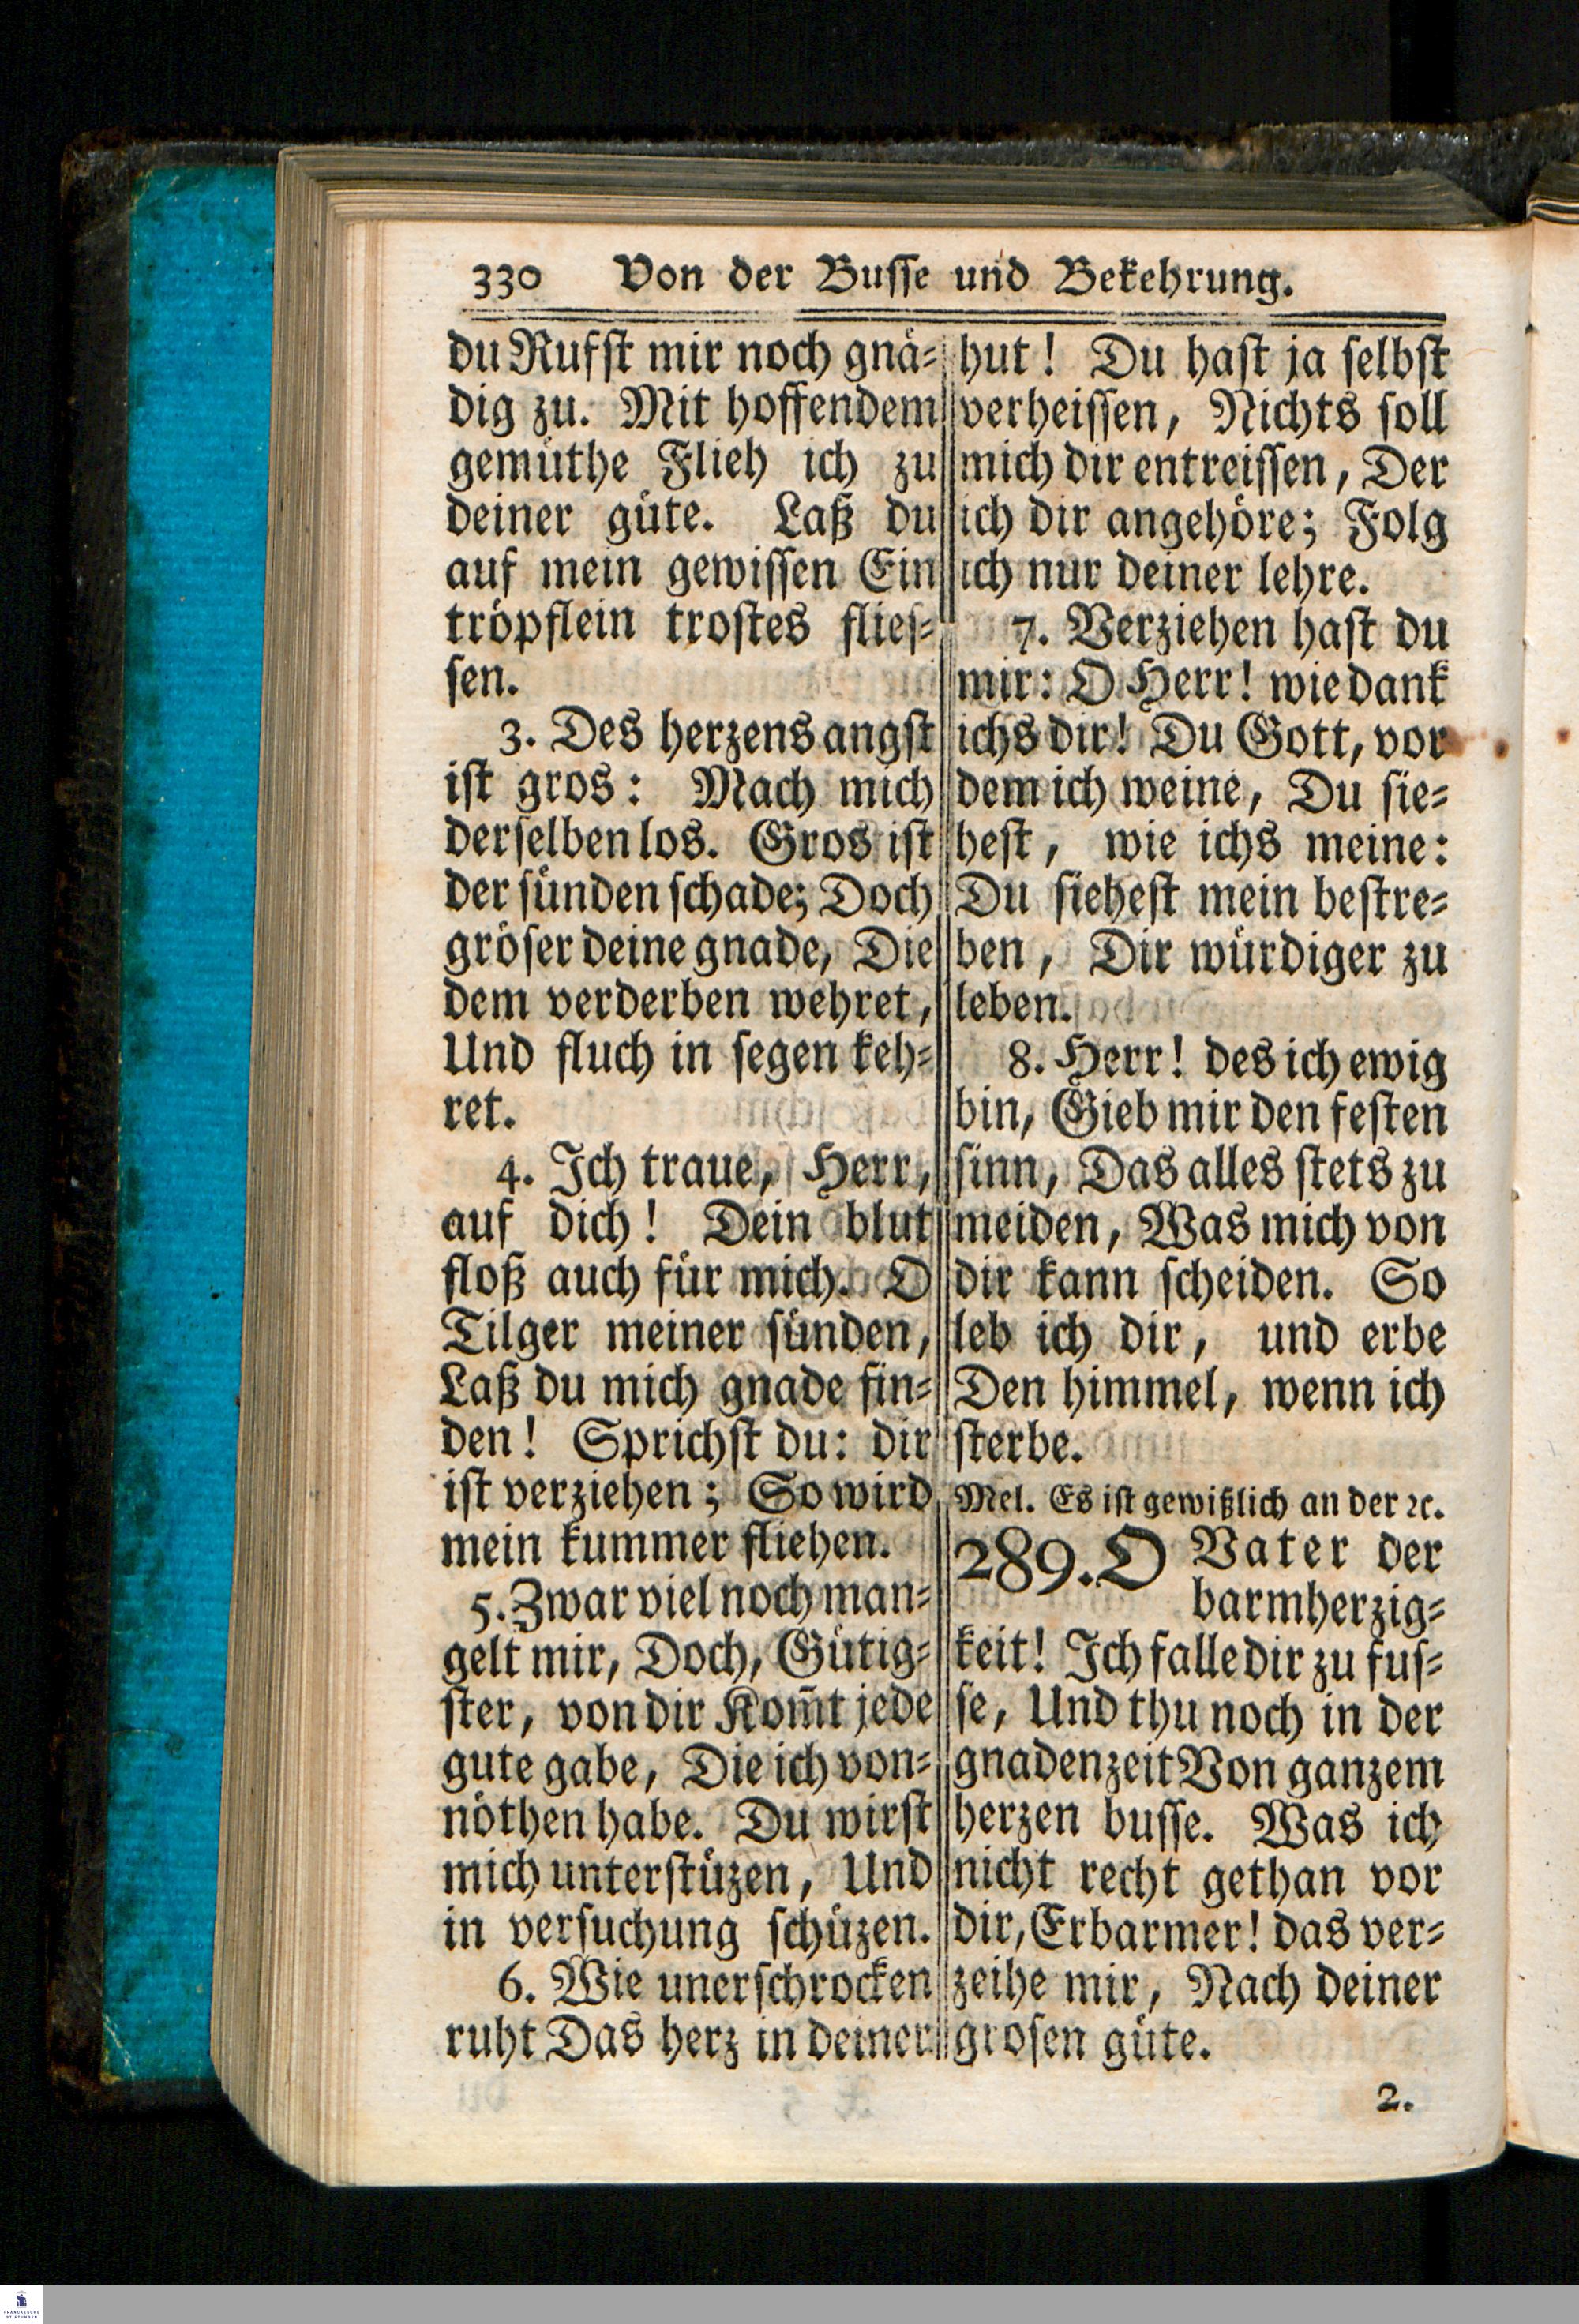 330 Von der Busse und Bekehrung.
du Rufst mir noch gnä-
dig zu. Mit hoffendem
gemüthe Flieh ich zu
deiner güte. Laß du
auf mein gewissen Ein
tröpflein trostes flies-
sen.
3. Des herzens angst
ist gros: Mach mich
derselben los. Gros ist
der sünden schade; Doch
gröser deine gnade, Die
dem verderben wehret,
Und fluch in segen keh-
ret.
4. Ich traue, Herr,
auf dich! Dein blut
floß auch für mich. O
Tilger meiner sünden,
Laß du mich gnade fin-
den! Sprichst du: dir
ist verziehen; So wird
mein kummer fliehen.
5. Zwar viel noch man-
gelt mir, Doch, Gütig-
ster, von dir Kom̃t jede
gute gabe, Die ich von-
nöthen habe. Du wirst
mich unterstüzen, Und
in versuchung schüzen.
6. Wie unerschrocken
ruht Das herz in deiner
hut! Du hast ja selbst
verheissen, Nichts soll
mich dir entreissen, Der
ich dir angehöre; Folg
ich nur deiner lehre.
7. Verziehen hast du
mir: O Herr! wie dank
ichs dir! Du Gott, vor
dem ich weine, Du sie-
hest, wie ichs meine:
Du siehest mein bestre-
ben, Dir würdiger zu
leben.
8. Herr! des ich ewig
bin, Gieb mir den festen
sinn, Das alles stets zu
meiden, Was mich von
dir kann scheiden. So
leb ich dir, und erbe
Den himmel, wenn ich
sterbe.
Mel. Es ist gewißlich an der ꝛc.
289. O Vater der
barmherzig-
keit! Ich falle dir zu fus-
se, Und thu noch in der
gnadenzeit Von ganzem
herzen busse. Was ich
nicht recht gethan vor
dir, Erbarmer! das ver-
zeihe mir, Nach deiner
grosen güte.
2.
FRANCKESCHE
STIFTUNGEN